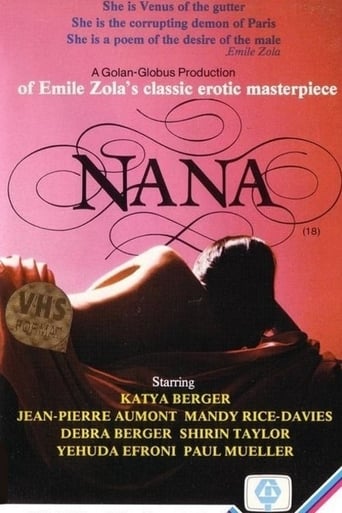 She is Venus of the gutter
She is the corrupting demon of Paris
She is a poem of the desire of the male
Emile Zola
A Golan-Globus Production
of Emile Zola's classic erotic masterpiece
NANA
(18)
VHS
FORMAT
Starring
KATYA BERGER
JEAN-PIERRE AUMONT MANDY RICE-DAVIES
DEBRA BERGER SHIRIN TAYLOR
YEHUDA EFRONI PAUL MUELLER